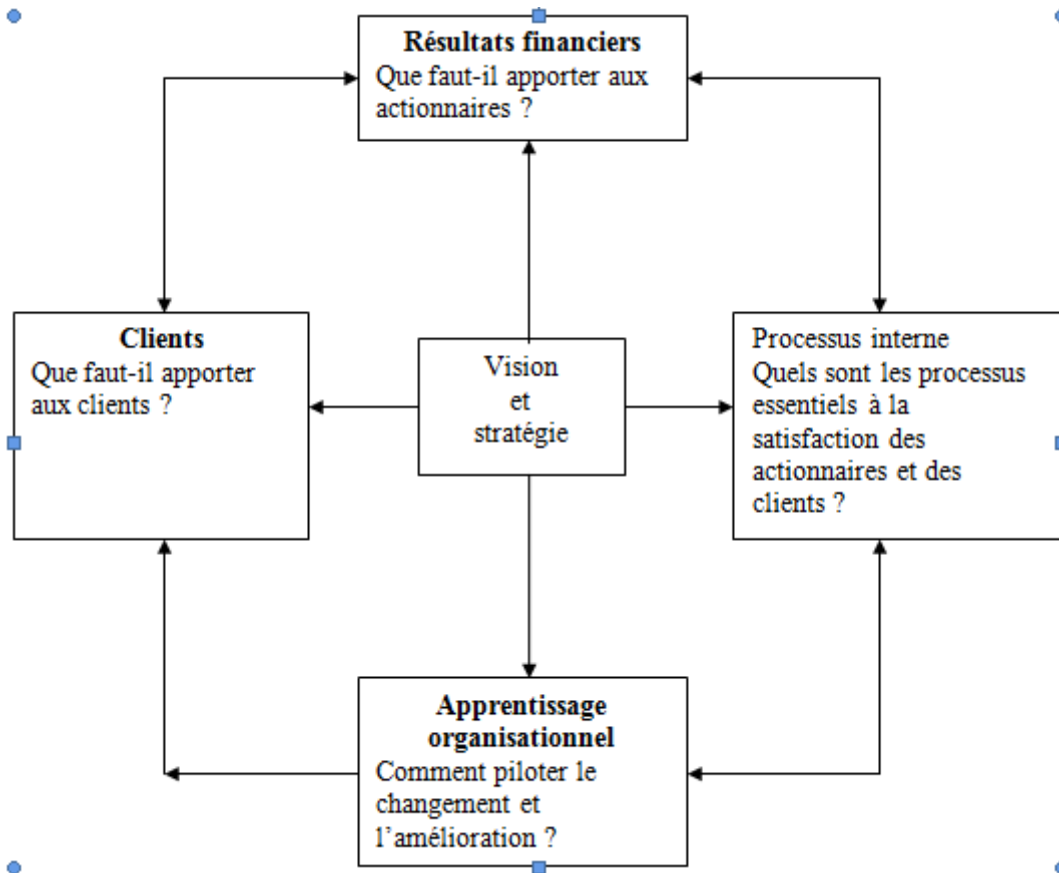 Résultats financiers
Que faut-il apporter aux
actionnaires ?
Clients
Que faut-il apporter
aux clients ?
Vision
et
stratégie
Processus interne
Quels sont les processus
essentiels à la
satisfaction des
actionnaires et des
clients ?
Apprentissage
organisationnel
Comment piloter le
changement et
l’amélioration ?